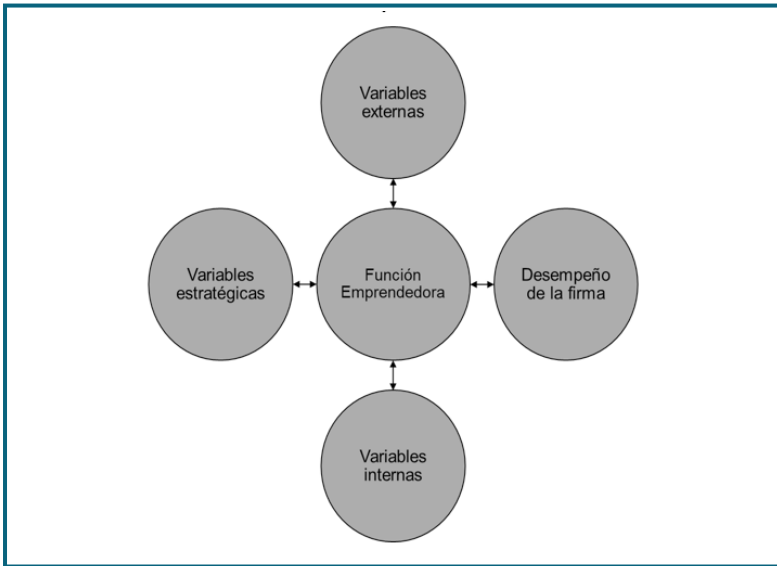 Variables
externas
Variables
estratégicas
Función
Emprendedora
Desempeño
de la firma
Variables
internas